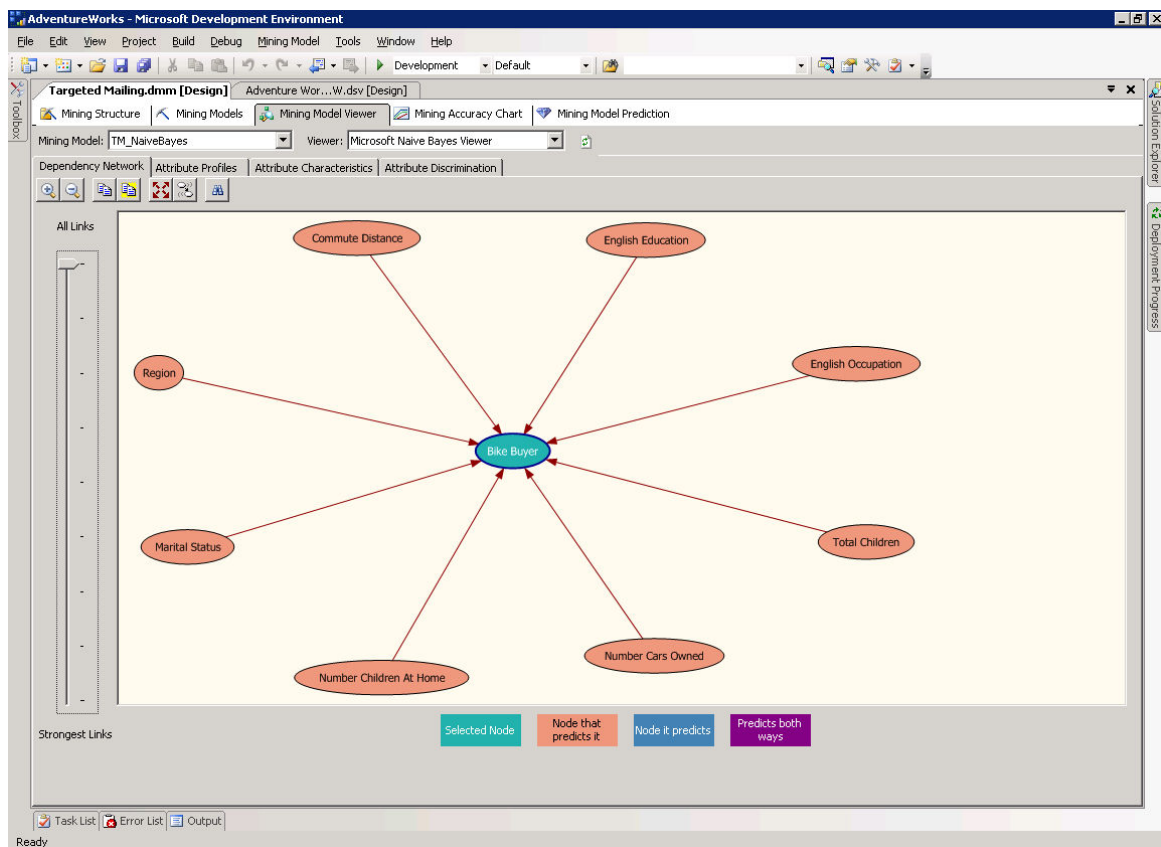 AdventureWorks - Microsoft Development Environment
File Edit View Project Build Debug Mining Model Tools Window Help
Development Default
Toolbox
Targeted Mailing.dmm [Design] Adventure Wor...W.dsv [Design]
Mining Structure Mining Models Mining Model Viewer Mining Accuracy Chart Mining Model Prediction
Mining Model: TM_NaiveBayes Viewer: Microsoft Naive Bayes Viewer
Dependency Network Attribute Profiles Attribute Characteristics Attribute Discrimination
All Links
Commute Distance
English Education
Region
English Occupation
Bike Buyer
Marital Status
Total Children
Number Children At Home
Number Cars Owned
Strongest Links
Selected Node
Node that
predicts it
Node it predicts
Predicts both
ways
Solution Explorer
Deployment Progress
Task List Error List Output
Ready